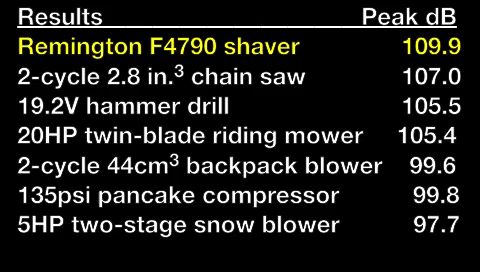 Results Peak dB
Remington F4790 shaver 109.9
2-cycle 2.8 in.³ chain saw 107.0
19.2V hammer drill 105.5
20HP twin-blade riding mower 105.4
2-cycle 44cm³ backpack blower 99.6
135psi pancake compressor 99.8
5HP two-stage snow blower 97.7